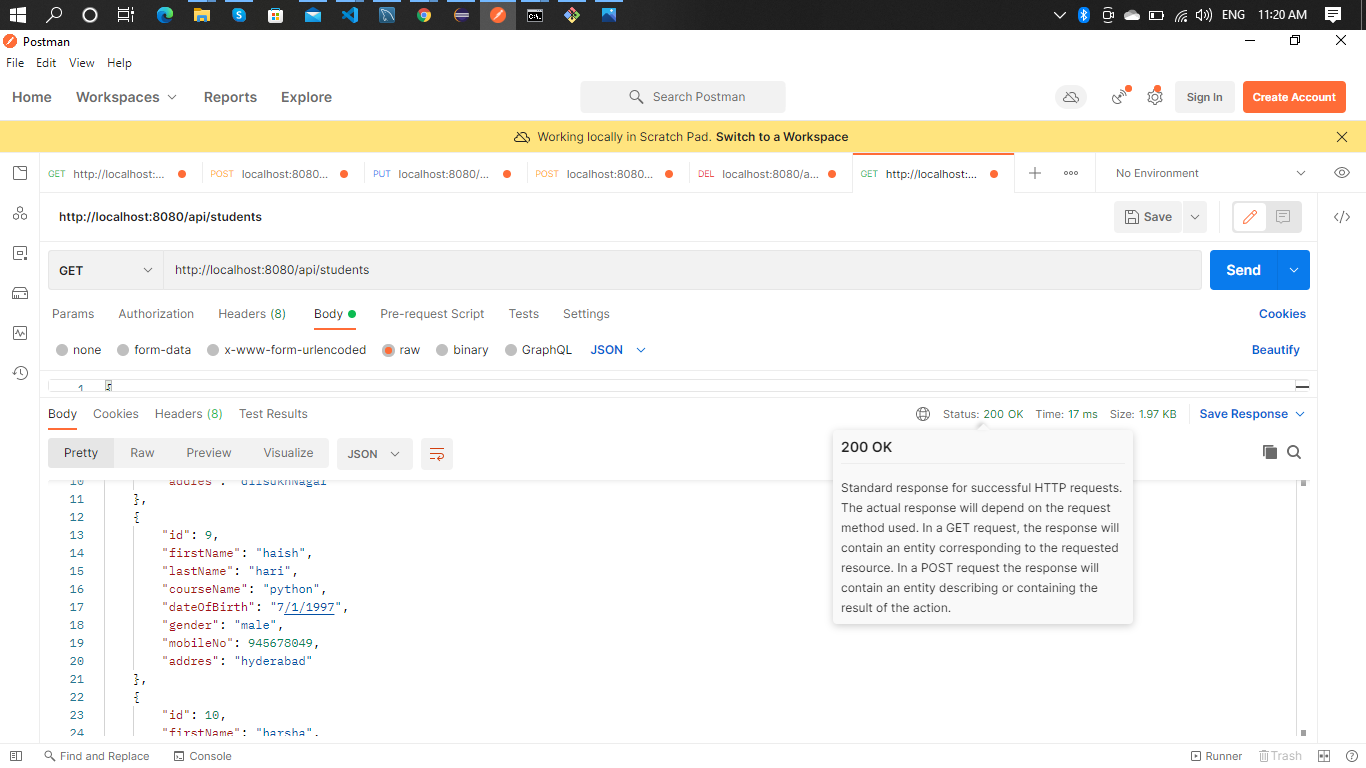 ENG 11:20 AM
Postman
File Edit View Help
Home Workspaces Reports Explore Search Postman Sign In Create Account
Working locally in Scratch Pad. Switch to a Workspace
GET http://localhost:... POST localhost:8080... PUT localhost:8080/... POST localhost:8080... DEL localhost:8080/a... GET http://localhost:... No Environment
http://localhost:8080/api/students Save
GET http://localhost:8080/api/students Send
Params Authorization Headers (8) Body Pre-request Script Tests Settings Cookies
none form-data x-www-form-urlencoded raw binary GraphQL JSON Beautify
1 [
Body Cookies Headers (8) Test Results Status: 200 OK Time: 17 ms Size: 1.97 KB Save Response
Pretty Raw Preview Visualize JSON
200 OK
Standard response for successful HTTP requests.
The actual response will depend on the request
method used. In a GET request, the response will
contain an entity corresponding to the requested
resource. In a POST request the response will
contain an entity describing or containing the
result of the action.
10 "addres": "dilsukhNagar"
11 },
12 {
13 "id": 9,
14 "firstName": "haish",
15 "lastName": "hari",
16 "courseName": "python",
17 "dateOfBirth": "7/1/1997",
18 "gender": "male",
19 "mobileNo": 945678049,
20 "addres": "hyderabad"
21 },
22 {
23 "id": 10,
24 "firstName": "harsha",
Find and Replace Console Runner Trash